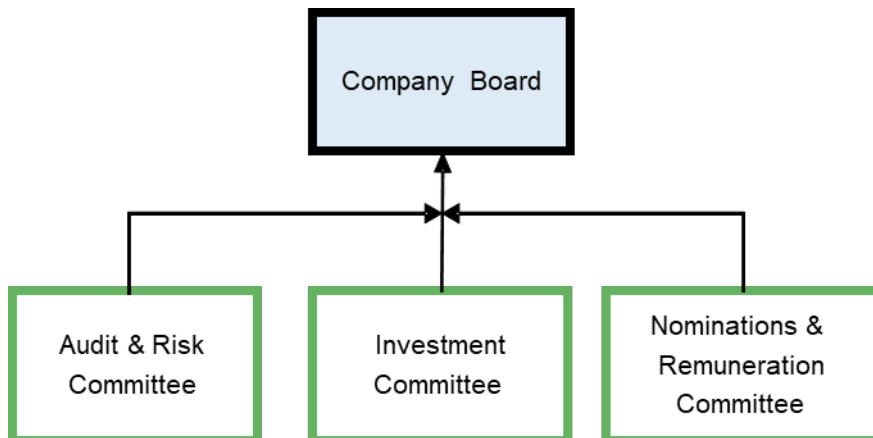 Company Board
Audit & Risk
Committee
Investment
Committee
Nominations &
Remuneration
Committee